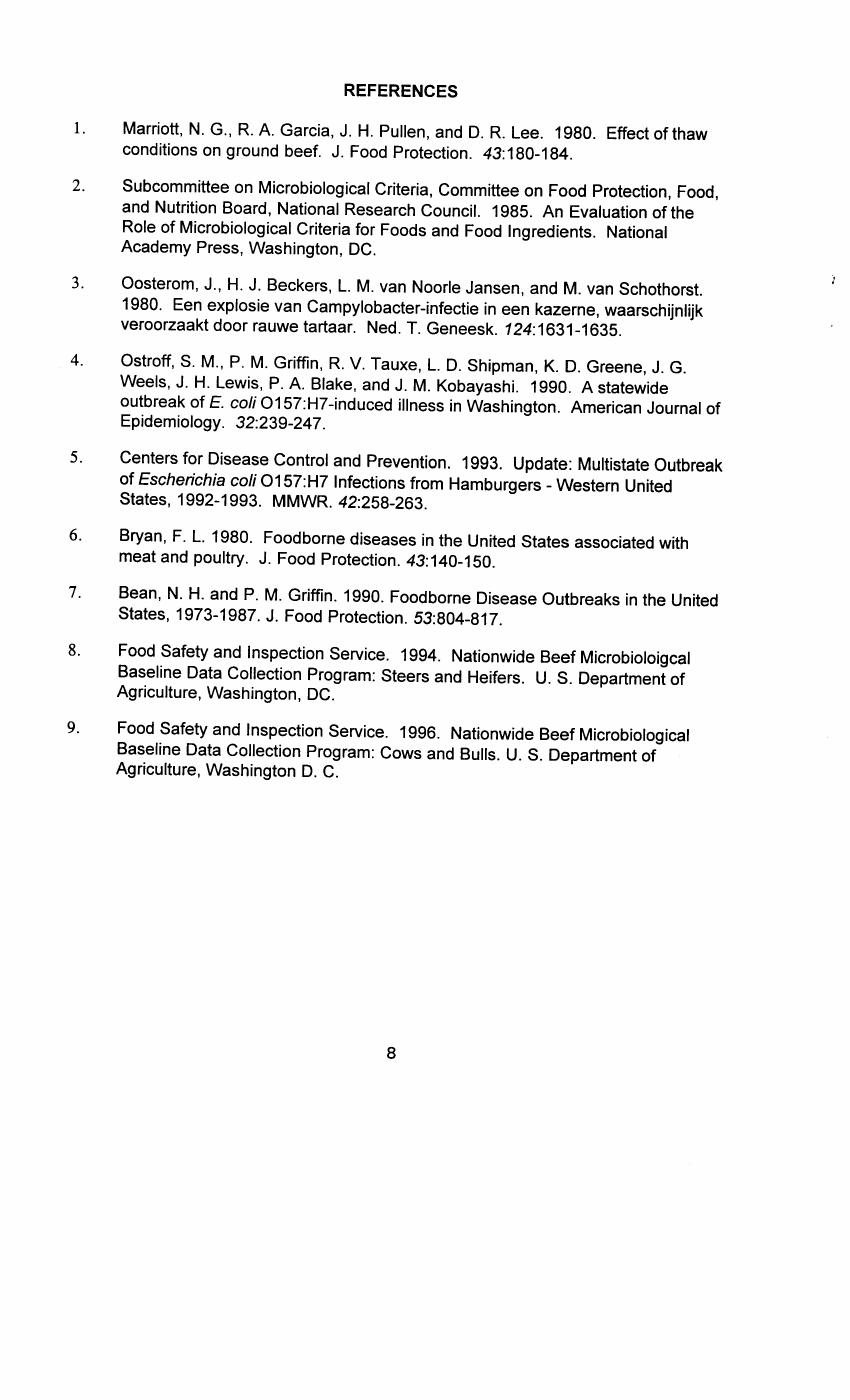 REFERENCES
1. Marriott, N. G., R. A. Garcia, J. H. Pullen, and D. R. Lee. 1980. Effect of thaw
conditions on ground beef. J. Food Protection. 43:180-184.
2. Subcommittee on Microbiological Criteria, Committee on Food Protection, Food,
and Nutrition Board, National Research Council. 1985. An Evaluation of the
Role of Microbiological Criteria for Foods and Food Ingredients. National
Academy Press, Washington, DC.
3. Oosterom, J., H. J. Beckers, L. M. van Noorle Jansen, and M. van Schothorst.
1980. Een explosie van Campylobacter-infectie in een kazerne, waarschijnlijk
veroorzaakt door rauwe tartaar. Ned. T. Geneesk. 124:1631-1635.
4. Ostroff, S. M., P. M. Griffin, R. V. Tauxe, L. D. Shipman, K. D. Greene, J. G.
Weels, J. H. Lewis, P. A. Blake, and J. M. Kobayashi. 1990. A statewide
outbreak of E. coli O157:H7-induced illness in Washington. American Journal of
Epidemiology. 32:239-247.
5. Centers for Disease Control and Prevention. 1993. Update: Multistate Outbreak
of Escherichia coli O157:H7 Infections from Hamburgers - Western United
States, 1992-1993. MMWR. 42:258-263.
6. Bryan, F. L. 1980. Foodborne diseases in the United States associated with
meat and poultry. J. Food Protection. 43:140-150.
7. Bean, N. H. and P. M. Griffin. 1990. Foodborne Disease Outbreaks in the United
States, 1973-1987. J. Food Protection. 53:804-817.
8. Food Safety and Inspection Service. 1994. Nationwide Beef Microbioloigcal
Baseline Data Collection Program: Steers and Heifers. U. S. Department of
Agriculture, Washington, DC.
9. Food Safety and Inspection Service. 1996. Nationwide Beef Microbiological
Baseline Data Collection Program: Cows and Bulls. U. S. Department of
Agriculture, Washington D. C.
8